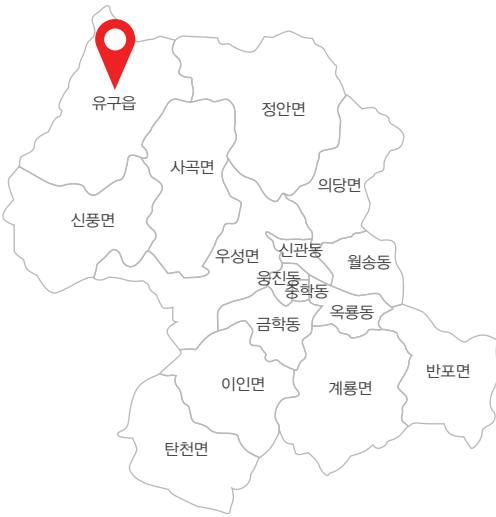 유구읍
정안면
사곡면
의당면
신풍면
우성면
신관동
월송동
웅진동
중학동
옥룡동
금학동
반포면
이인면
계룡면
탄천면